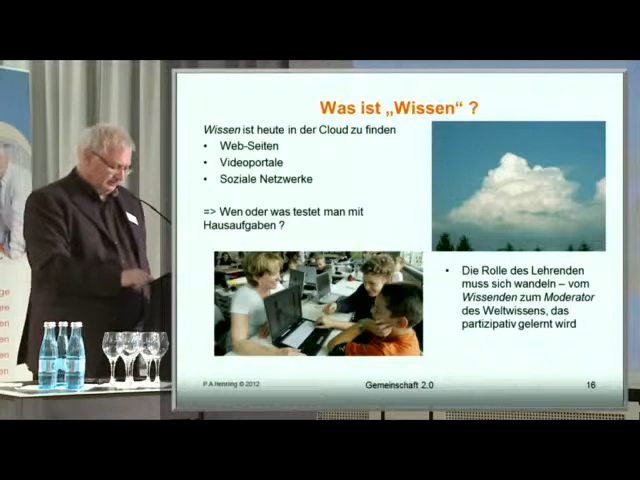 Was ist „Wissen“ ?
Wissen ist heute in der Cloud zu finden
• Web-Seiten
• Videoportale
• Soziale Netzwerke
=> Wen oder was testet man mit
Hausaufgaben ?
• Die Rolle des Lehrenden
muss sich wandeln – vom
Wissenden zum Moderator
des Weltwissens, das
partizipativ gelernt wird
P.A.Henning © 2012
Gemeinschaft 2.0
16